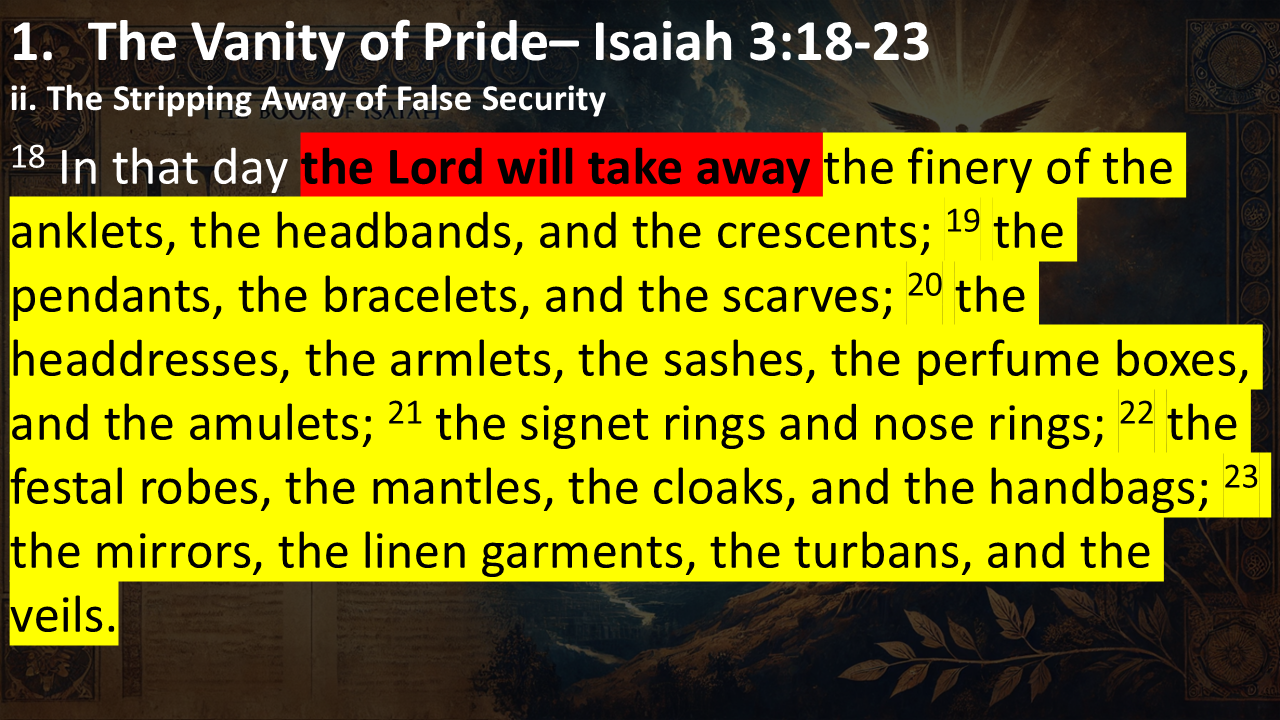 1. The Vanity of Pride– Isaiah 3:18-23
ii. The Stripping Away of False Security
THE BOOK OF ISAIAH
18 In that day the Lord will take away the finery of the
anklets, the headbands, and the crescents; 19 the
pendants, the bracelets, and the scarves; 20 the
headdresses, the armlets, the sashes, the perfume boxes,
and the amulets; 21 the signet rings and nose rings; 22 the
festal robes, the mantles, the cloaks, and the handbags; 23
the mirrors, the linen garments, the turbans, and the
veils.